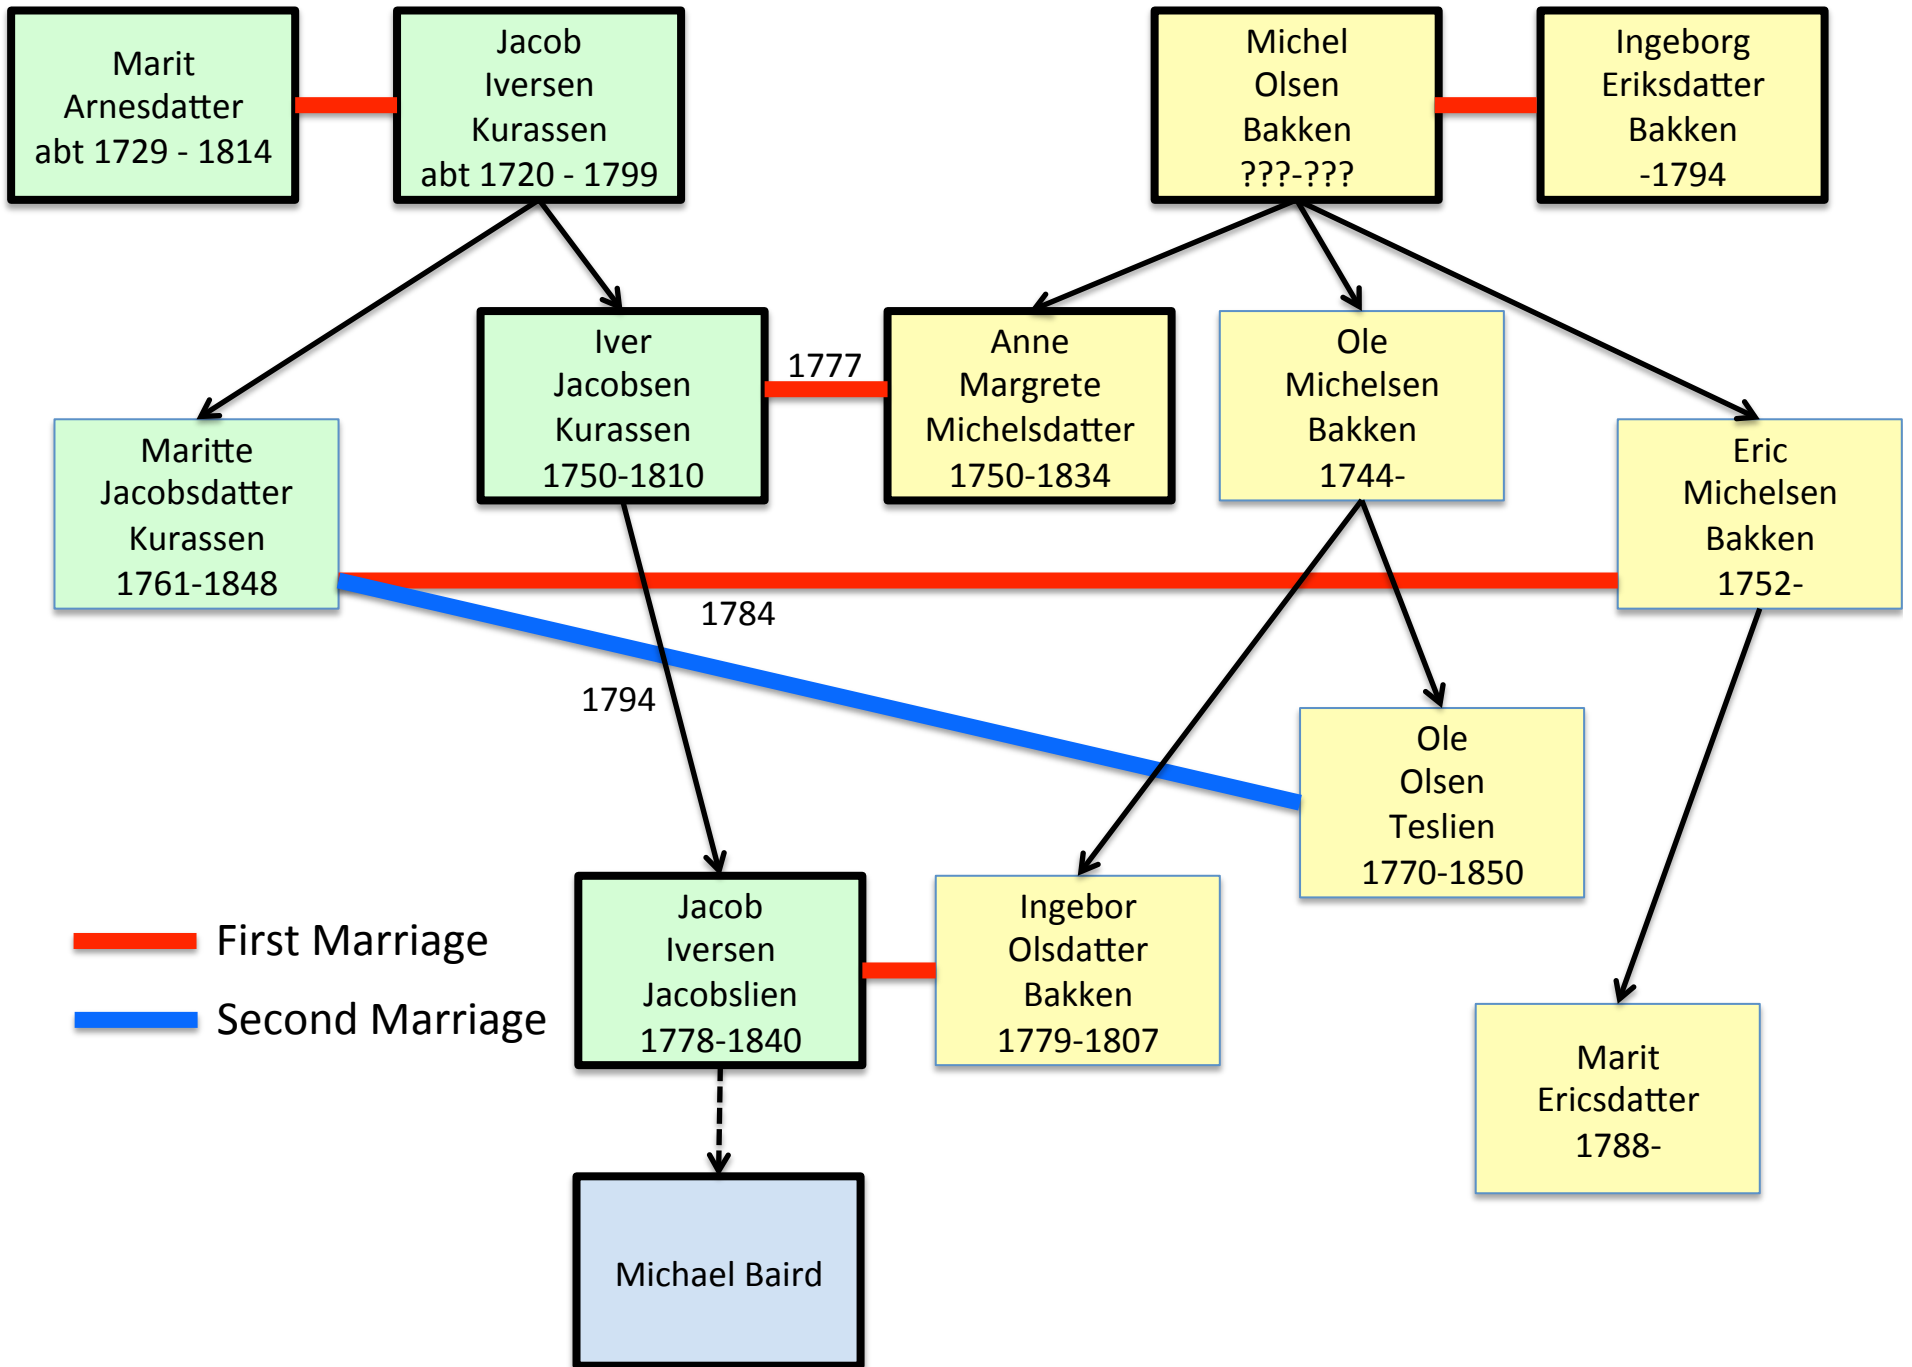 Marit
Arnesdatter
abt 1729 - 1814
Jacob
Iversen
Kurassen
abt 1720 - 1799
Michel
Olsen
Bakken
???-???
Ingeborg
Eriksdatter
Bakken
-1794
Iver
Jacobsen
Kurassen
1750-1810
1777
Anne
Margrete
Michelsdatter
1750-1834
Ole
Michelsen
Bakken
1744-
Maritte
Jacobsdatter
Kurassen
1761-1848
Eric
Michelsen
Bakken
1752-
1784
1794
Ole
Olsen
Teslien
1770-1850
Jacob
Iversen
Jacobslien
1778-1840
Ingebor
Olsdatter
Bakken
1779-1807
First Marriage
Second Marriage
Marit
Ericsdatter
1788-
Michael Baird